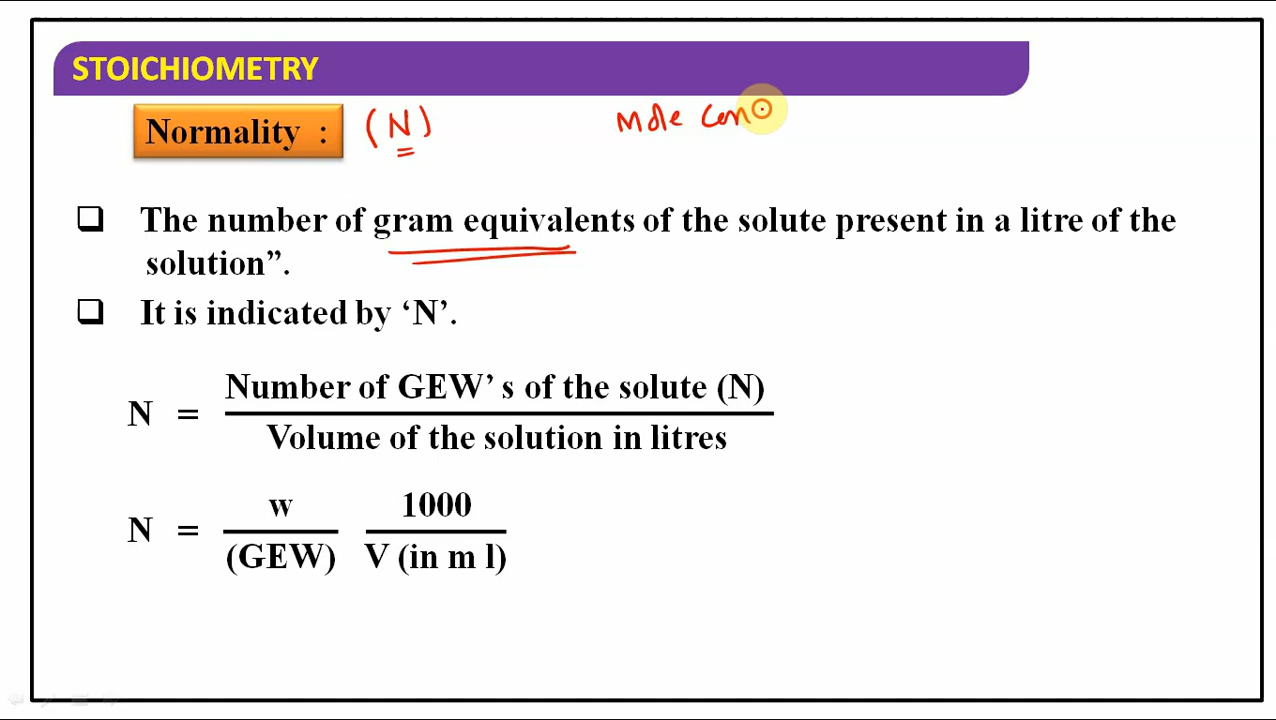 STOICHIOMETRY
Normality : (N) Mole Con
❑ The number of gram equivalents of the solute present in a litre of the
solution”.
❑ It is indicated by ‘N’.
N = Number of GEW’ s of the solute (N)
Volume of the solution in litres
N = w 1000
(GEW) V (in m l)